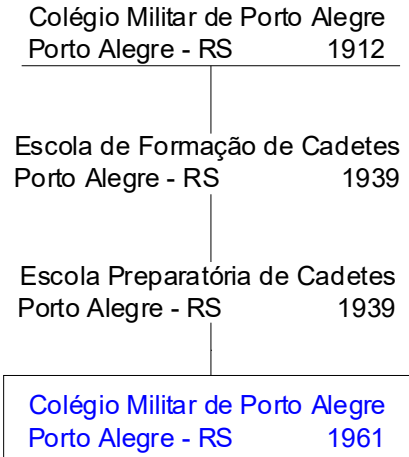 Colégio Militar de Porto Alegre
Porto Alegre - RS 1912
Escola de Formação de Cadetes
Porto Alegre - RS 1939
Escola Preparatória de Cadetes
Porto Alegre - RS 1939
Colégio Militar de Porto Alegre
Porto Alegre - RS 1961